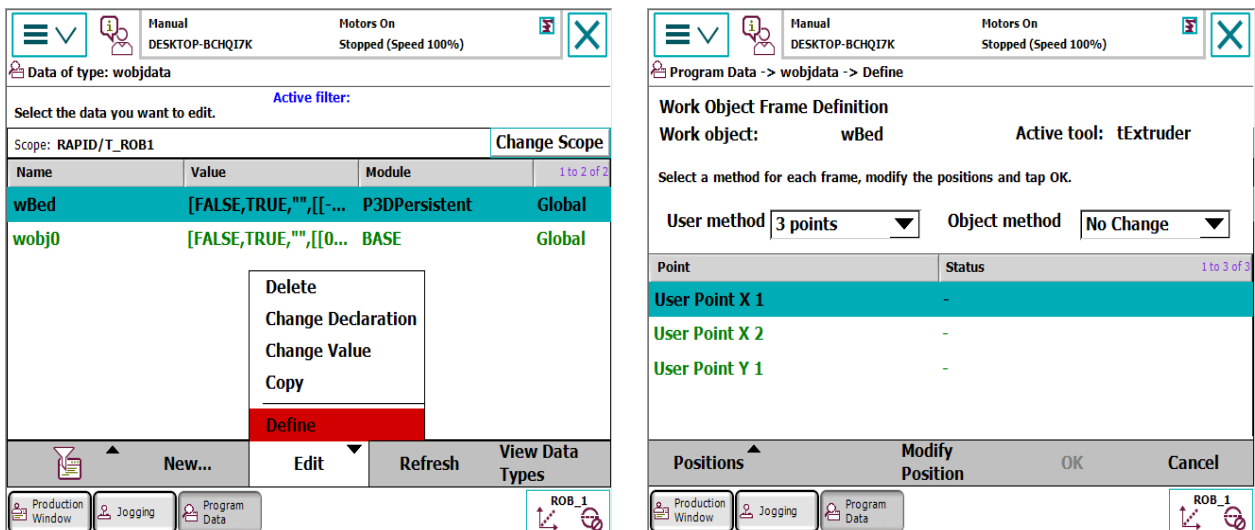 Manual
DESKTOP-BCHQI7K
Motors On
Stopped (Speed 100%)
Data of type: wobjdata
Active filter:
Select the data you want to edit.
Scope: RAPID/T_ROB1
Change Scope
Name Value Module 1 to 2 of 2
wBed [FALSE,TRUE,"",[[-... P3DPersistent Global
wobj0 [FALSE,TRUE,"",[[0... BASE Global
Delete
Change Declaration
Change Value
Copy
Define
New... Edit Refresh View Data
Types
Production
Window
Jogging
Program
Data
ROB_1
Manual
DESKTOP-BCHQI7K
Motors On
Stopped (Speed 100%)
Program Data -> wobjdata -> Define
Work Object Frame Definition
Work object: wBed Active tool: tExtruder
Select a method for each frame, modify the positions and tap OK.
User method 3 points Object method No Change
Point Status 1 to 3 of 3
User Point X 1 -
User Point X 2 -
User Point Y 1 -
Positions Modify
Position OK Cancel
Production
Window
Jogging
Program
Data
ROB_1